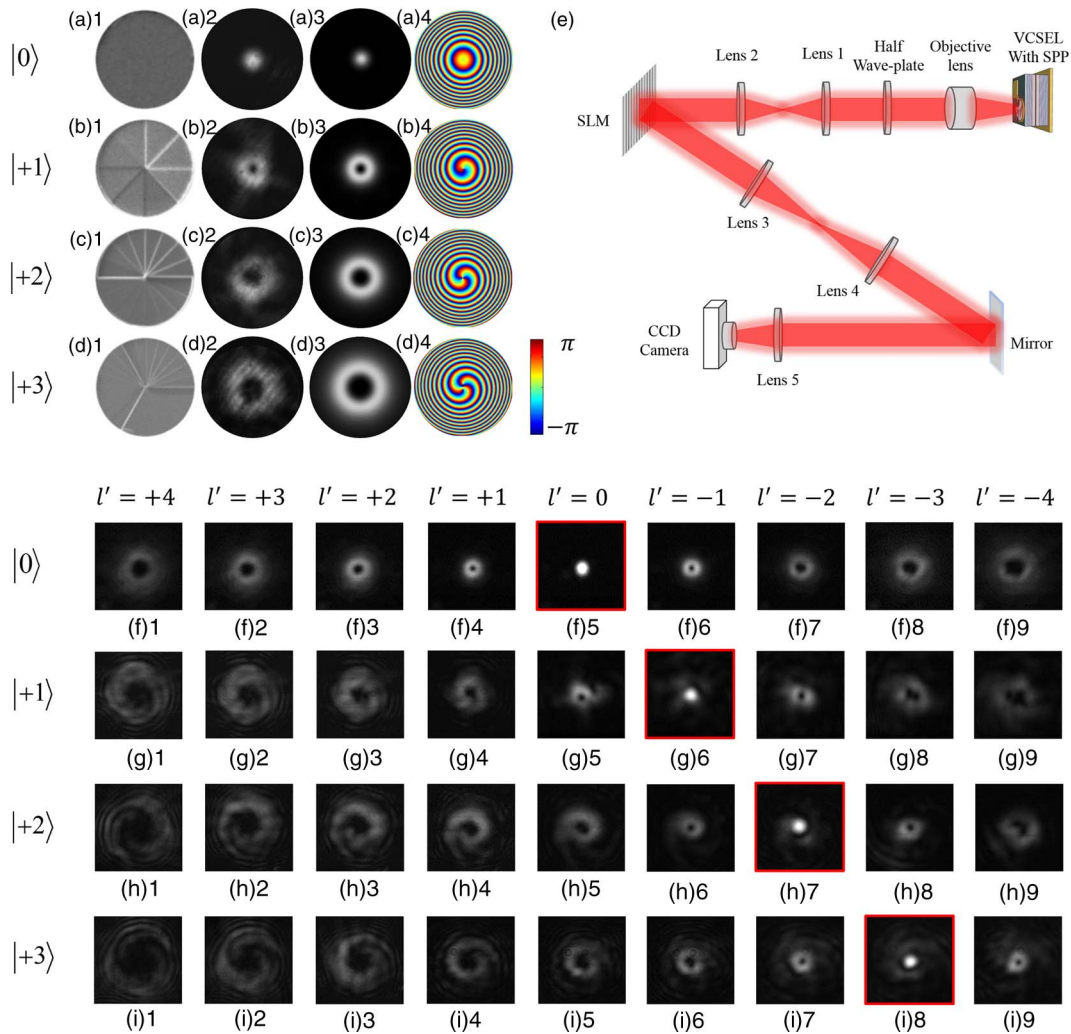 (a)1 (a)2 (a)3 (a)4
|0⟩
(b)1 (b)2 (b)3 (b)4
|+1⟩
(c)1 (c)2 (c)3 (c)4
|+2⟩
(d)1 (d)2 (d)3 (d)4
|+3⟩
π
−π
(e)
Lens 2
Lens 1
Half
Wave-plate
Objective
lens
VCSEL
With SPP
SLM
Lens 3
Lens 4
CCD
Camera
Lens 5
Mirror
l′ = +4 l′ = +3 l′ = +2 l′ = +1 l′ = 0 l′ = −1 l′ = −2 l′ = −3 l′ = −4
|0⟩
(f)1 (f)2 (f)3 (f)4 (f)5 (f)6 (f)7 (f)8 (f)9
|+1⟩
(g)1 (g)2 (g)3 (g)4 (g)5 (g)6 (g)7 (g)8 (g)9
|+2⟩
(h)1 (h)2 (h)3 (h)4 (h)5 (h)6 (h)7 (h)8 (h)9
|+3⟩
(i)1 (i)2 (i)3 (i)4 (i)5 (i)6 (i)7 (i)8 (i)9